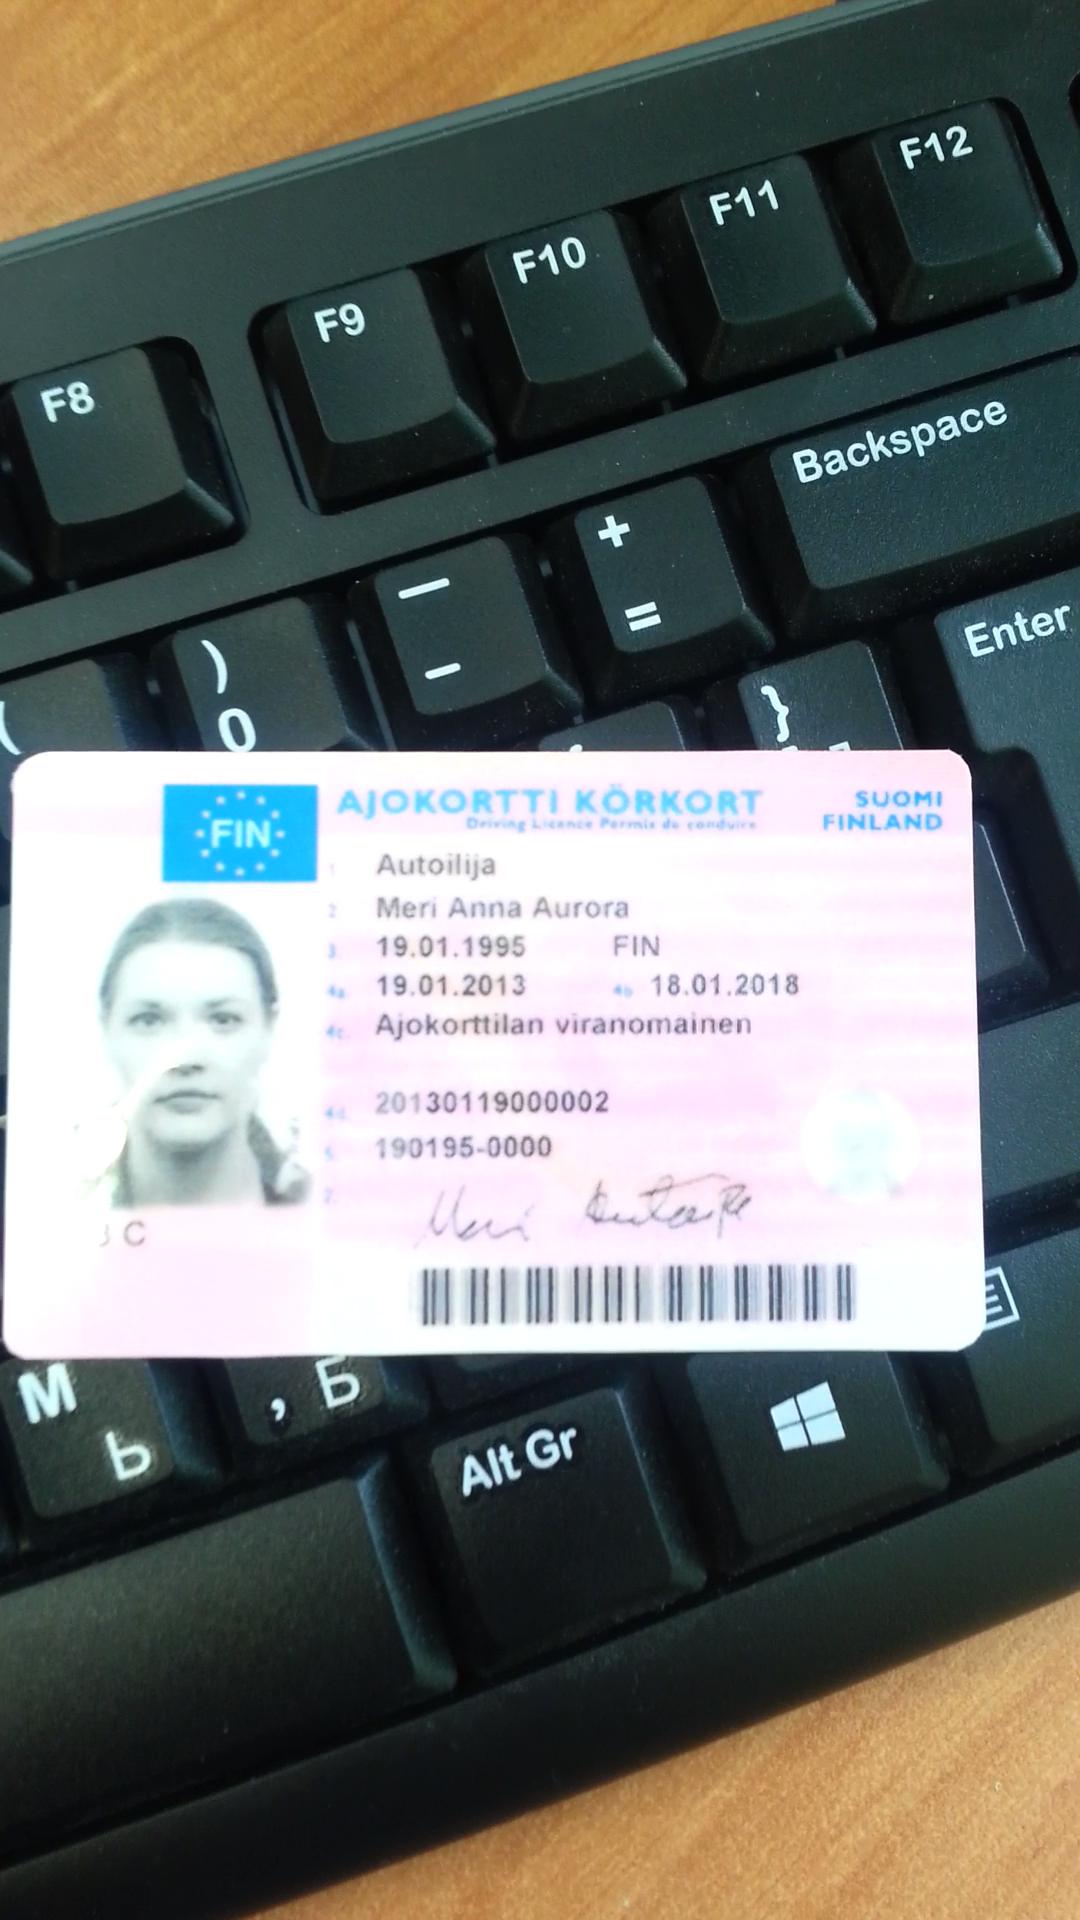 F12
F11
F10
F9
F8
Backspace
+
=
—
-
Enter
)
0
(
}
FIN
AJOKORTTI KÖRKORT
Driving Licence Permis de conduire
SUOMI
FINLAND
1 Autoilija
2 Meri Anna Aurora
3. 19.01.1995 FIN
4a. 19.01.2013 4b. 18.01.2018
4c. Ajokorttilan viranomainen
4d. 20130119000002
5. 190195-0000
7. Meri Autoilija
C
M
Ь
, Б
Alt Gr